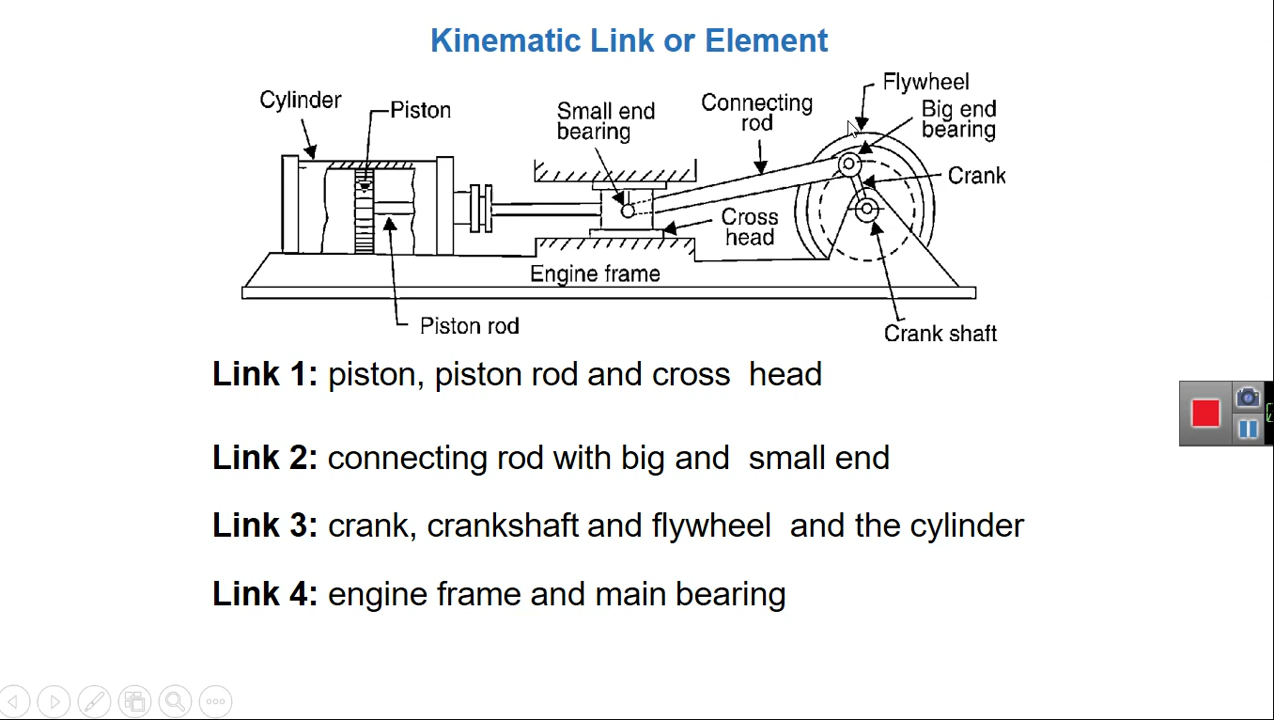 Kinematic Link or Element
Flywheel
Cylinder
Piston
Small end
bearing
Connecting
rod
Big end
bearing
Crank
Cross
head
Engine frame
Piston rod
Crank shaft
Link 1: piston, piston rod and cross head
Link 2: connecting rod with big and small end
Link 3: crank, crankshaft and flywheel and the cylinder
Link 4: engine frame and main bearing